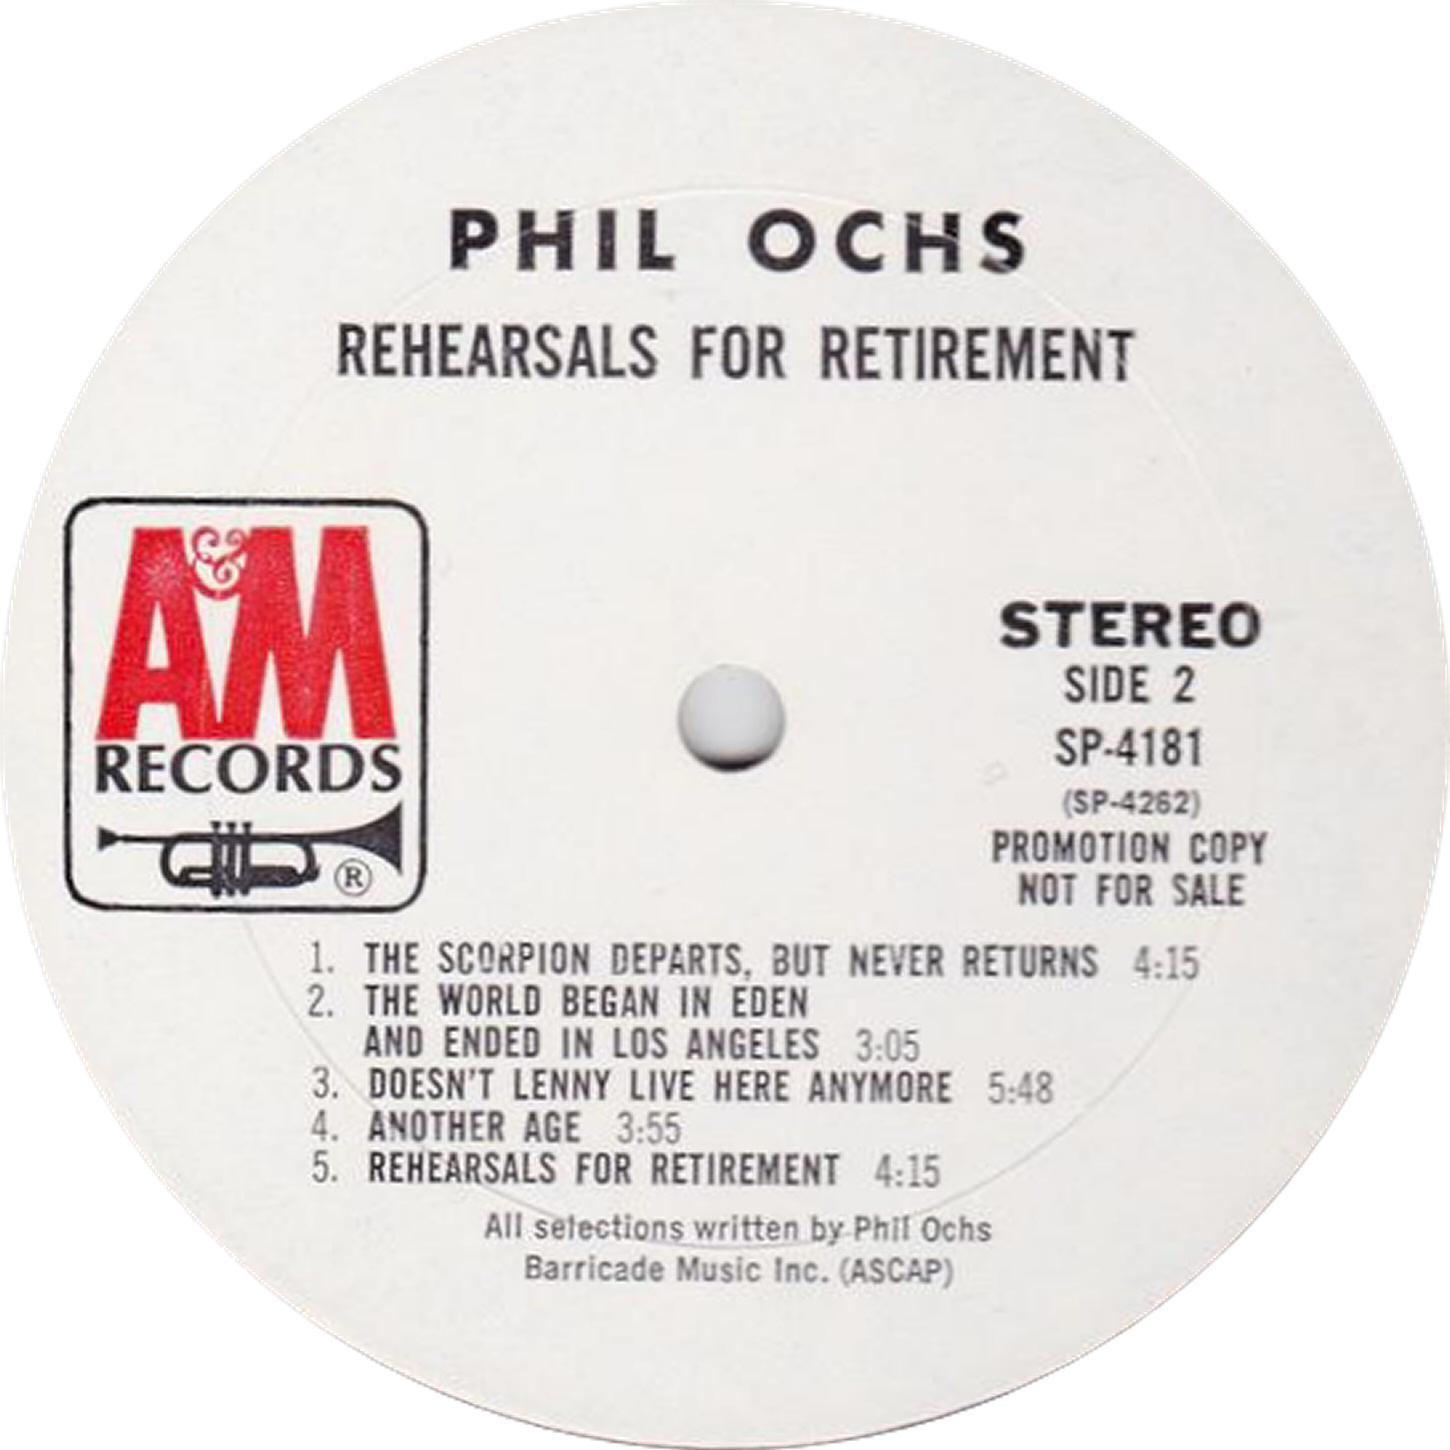 PHIL OCHS
REHEARSALS FOR RETIREMENT
A&M
RECORDS
®
STEREO
SIDE 2
SP-4181
(SP-4262)
PROMOTION COPY
NOT FOR SALE
1. THE SCORPION DEPARTS, BUT NEVER RETURNS 4:15
2. THE WORLD BEGAN IN EDEN
AND ENDED IN LOS ANGELES 3:05
3. DOESN'T LENNY LIVE HERE ANYMORE 5:48
4. ANOTHER AGE 3:55
5. REHEARSALS FOR RETIREMENT 4:15
All selections written by Phil Ochs
Barricade Music Inc. (ASCAP)